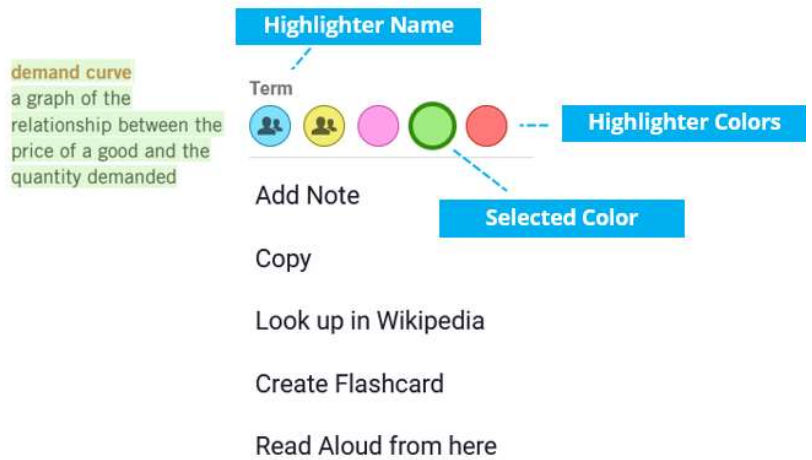 Highlighter Name
demand curve
a graph of the
relationship between the
price of a good and the
quantity demanded
Term
Highlighter Colors
Selected Color
Add Note
Copy
Look up in Wikipedia
Create Flashcard
Read Aloud from here